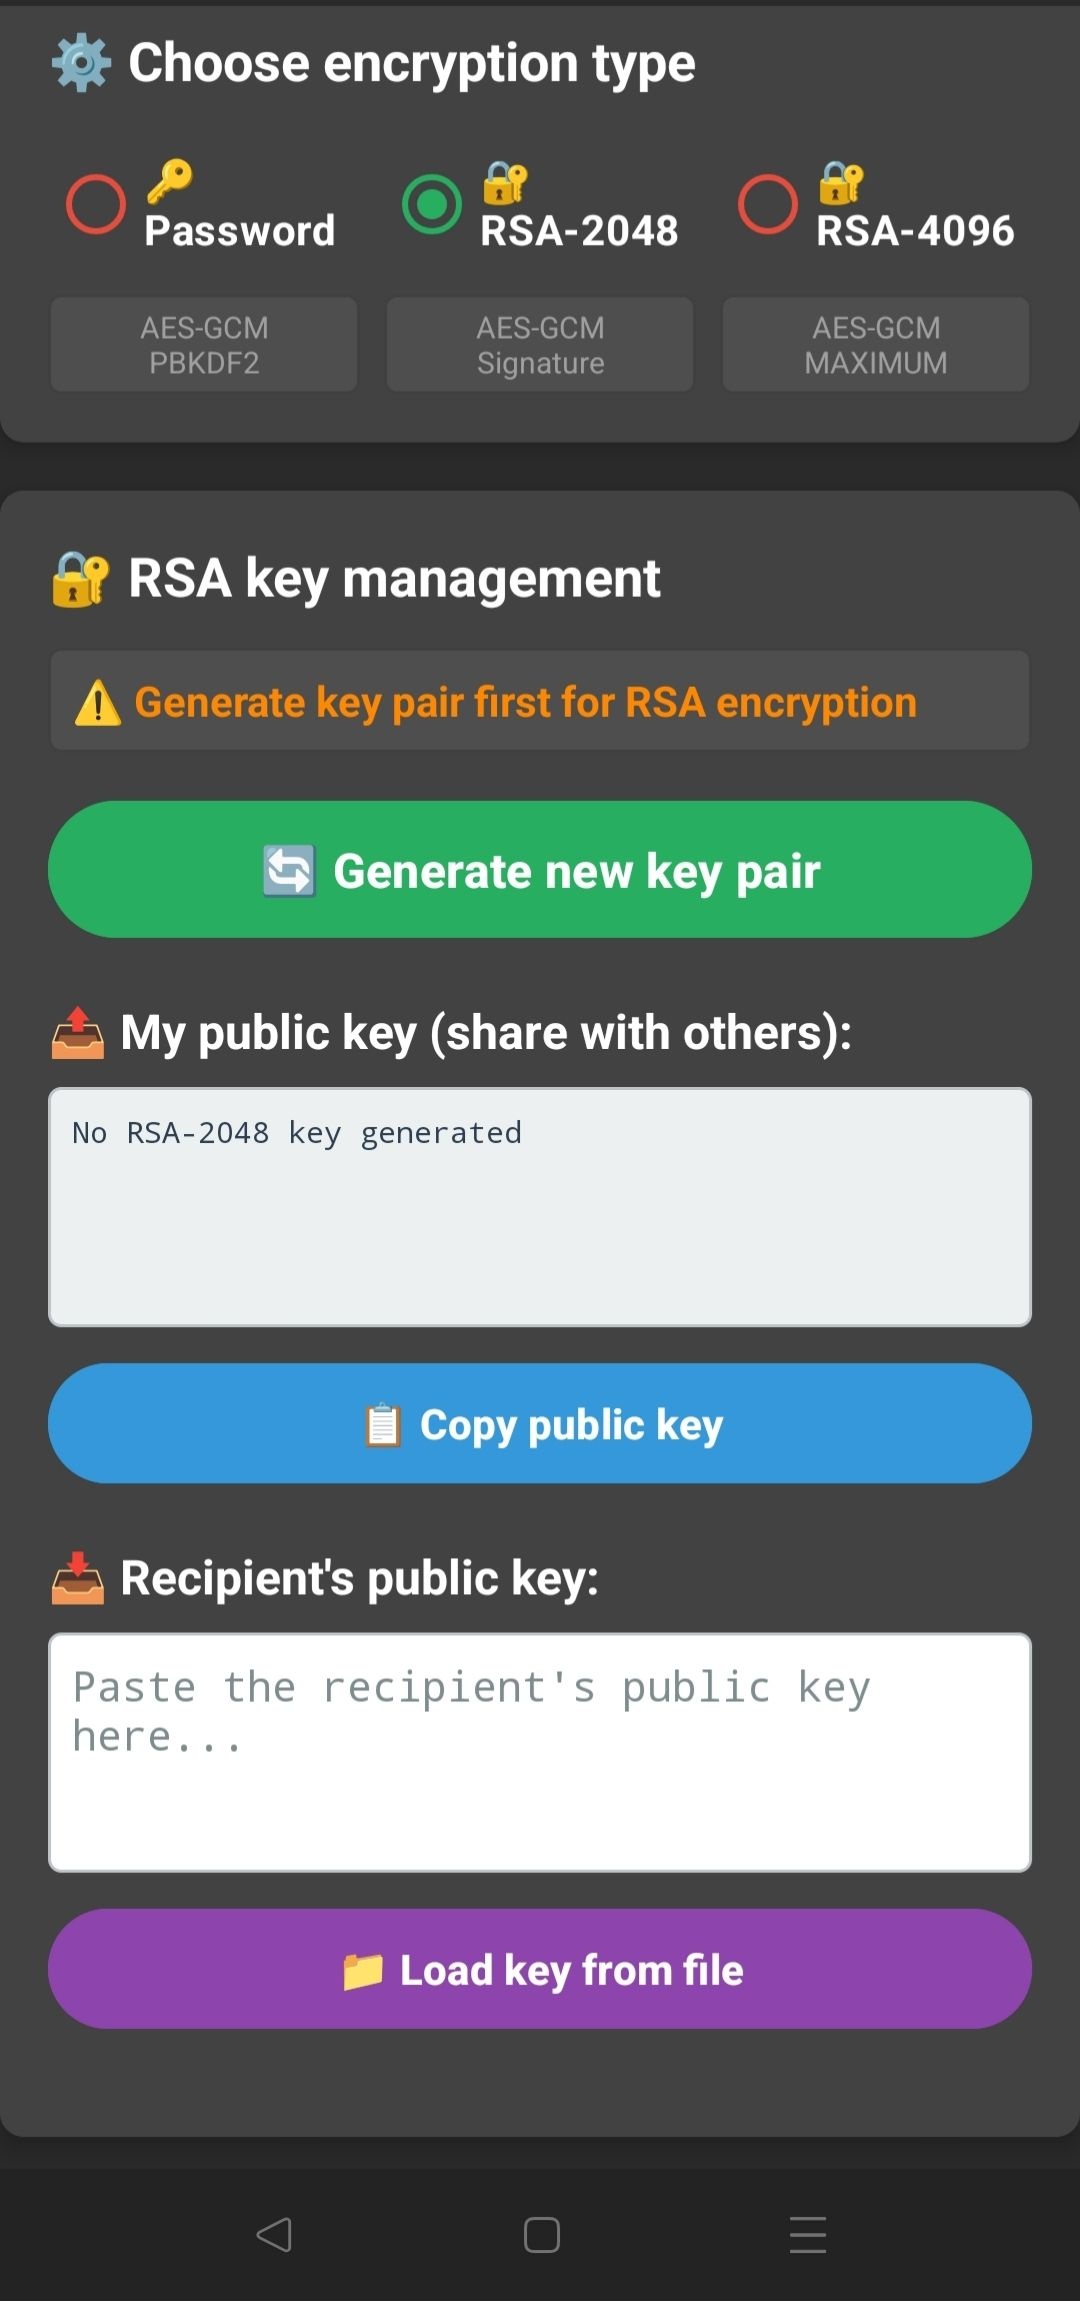 Choose encryption type
Password
RSA-2048
RSA-4096
AES-GCM
PBKDF2
AES-GCM
Signature
AES-GCM
MAXIMUM
RSA key management
Generate key pair first for RSA encryption
Generate new key pair
My public key (share with others):
No RSA-2048 key generated
Copy public key
Recipient's public key:
Paste the recipient's public key
here...
Load key from file